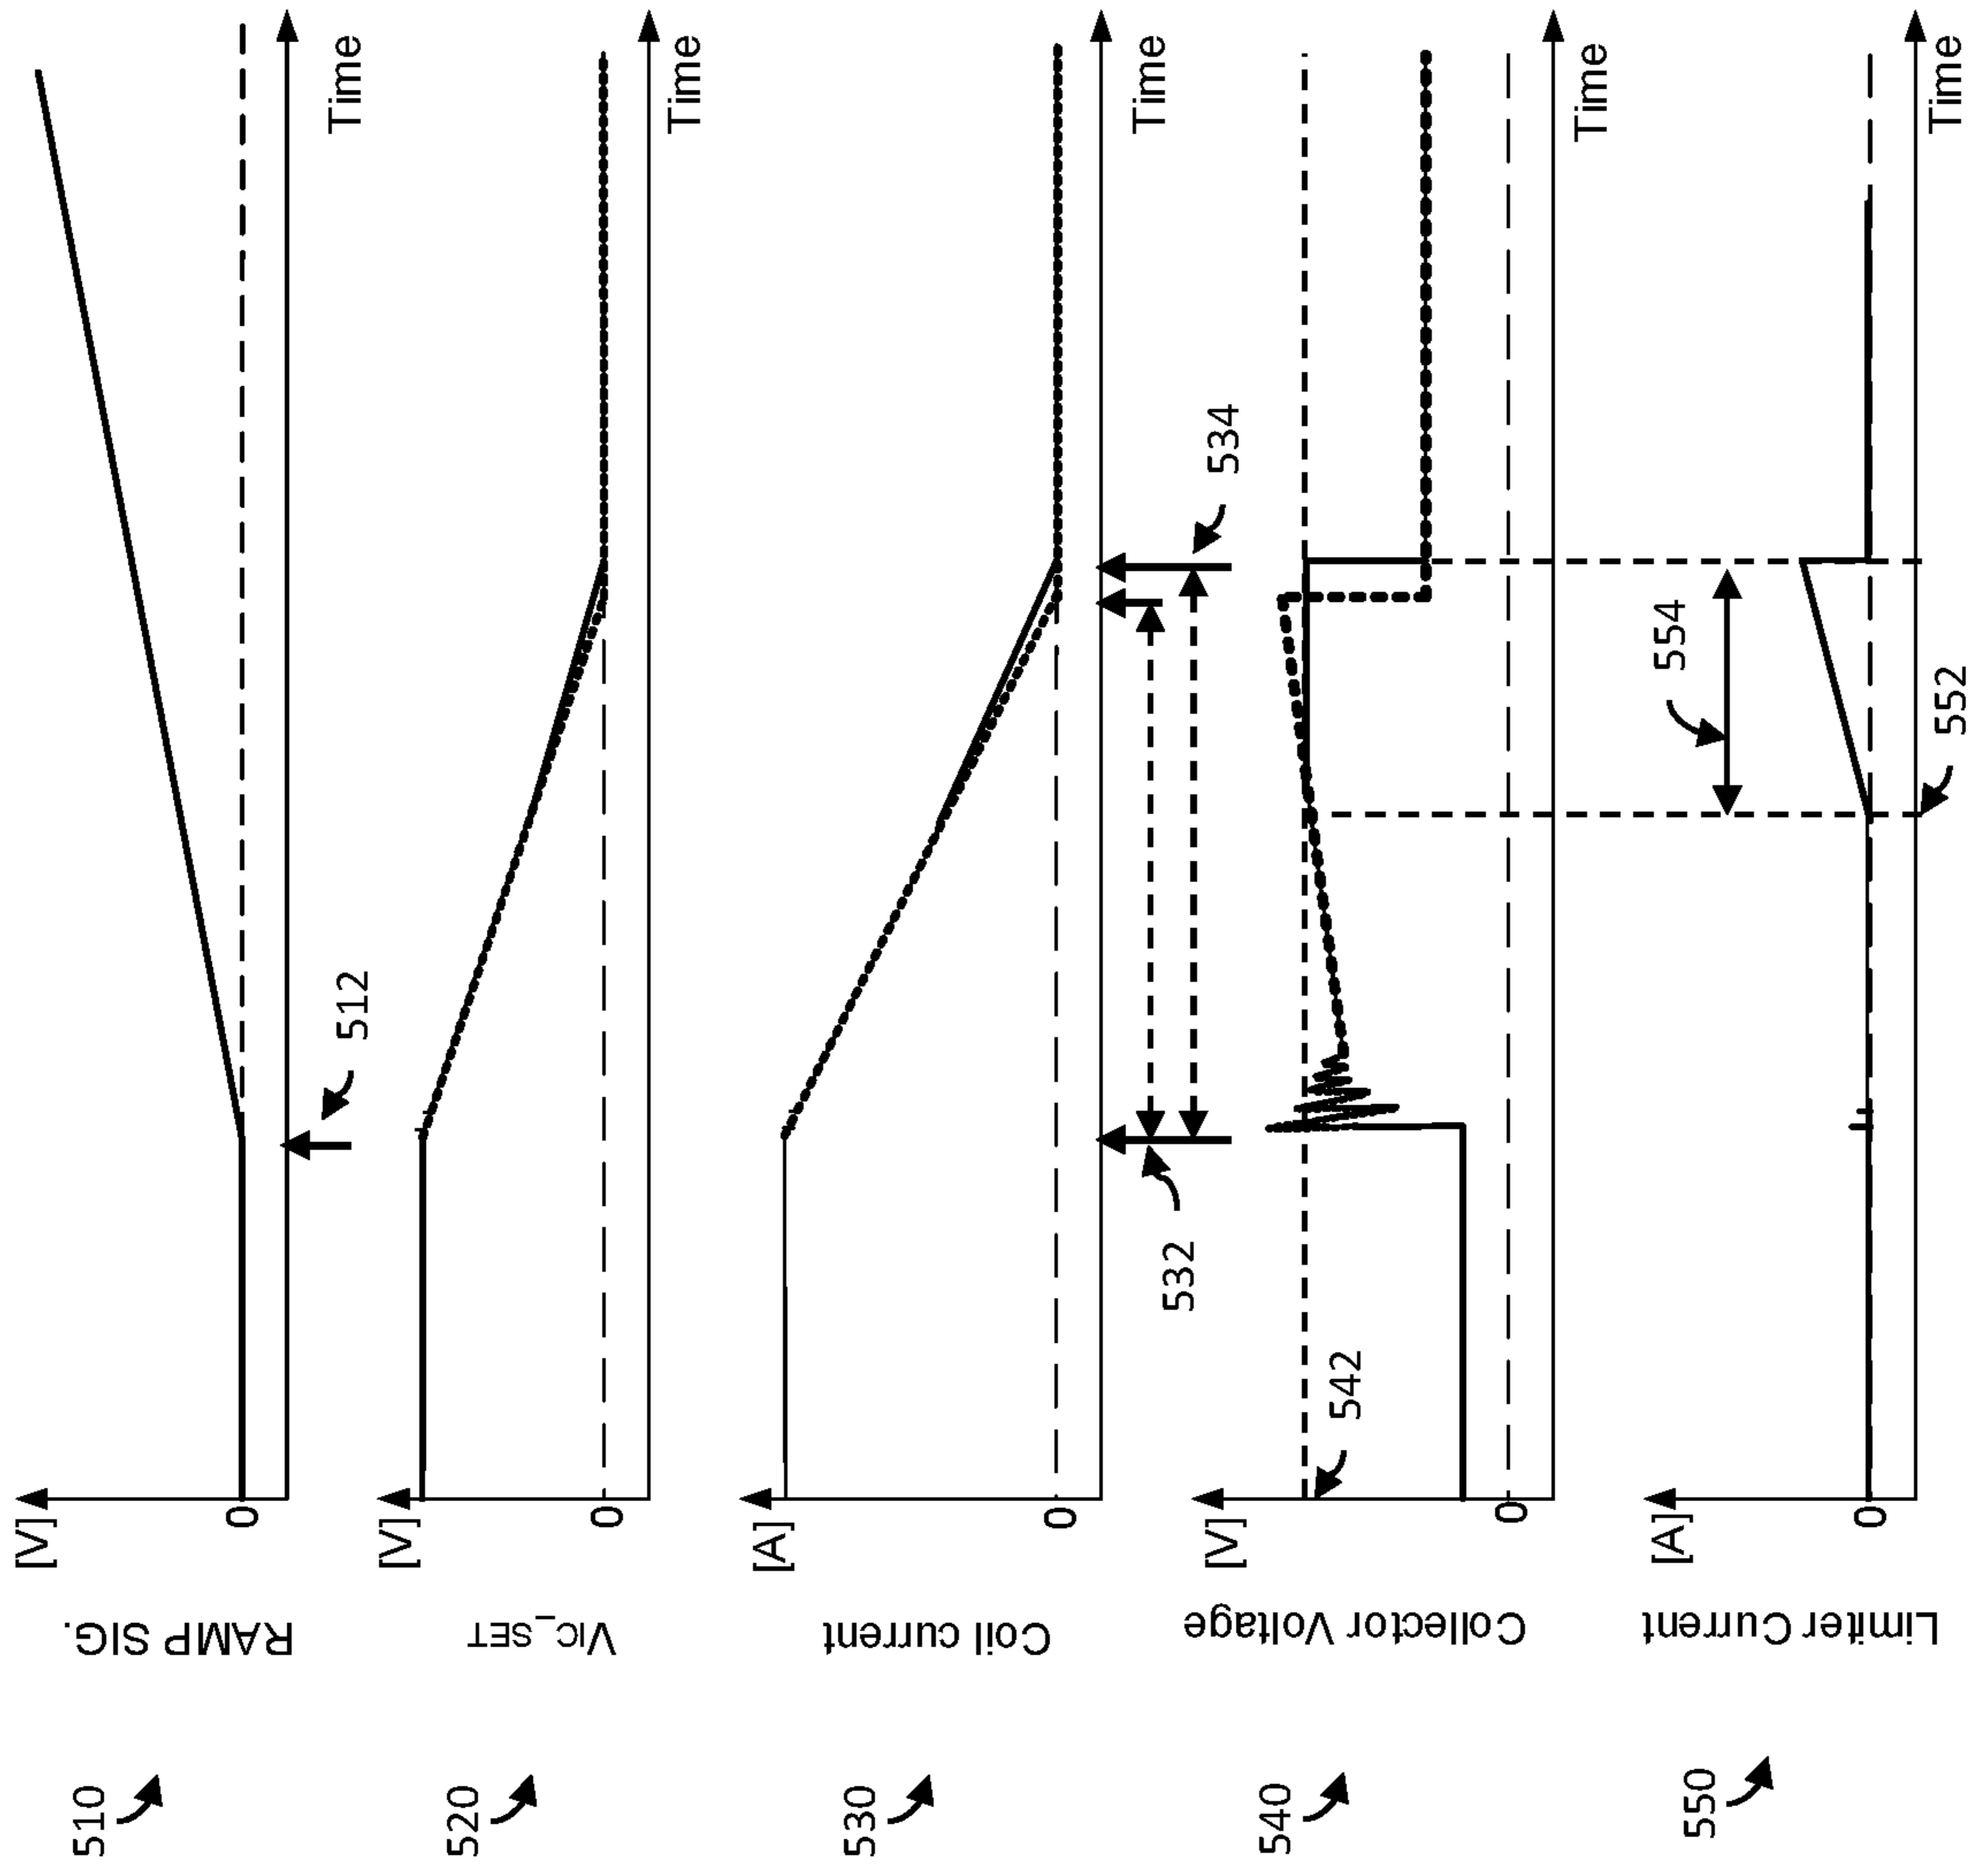 510
RAMP SIG.
[V]
0
512
Time
520
VIC_SET
[V]
0
Time
530
Coil current
[A]
0
Time
532
534
540
Collector Voltage
[V]
0
542
Time
550
Limiter Current
[A]
0
554
552
Time